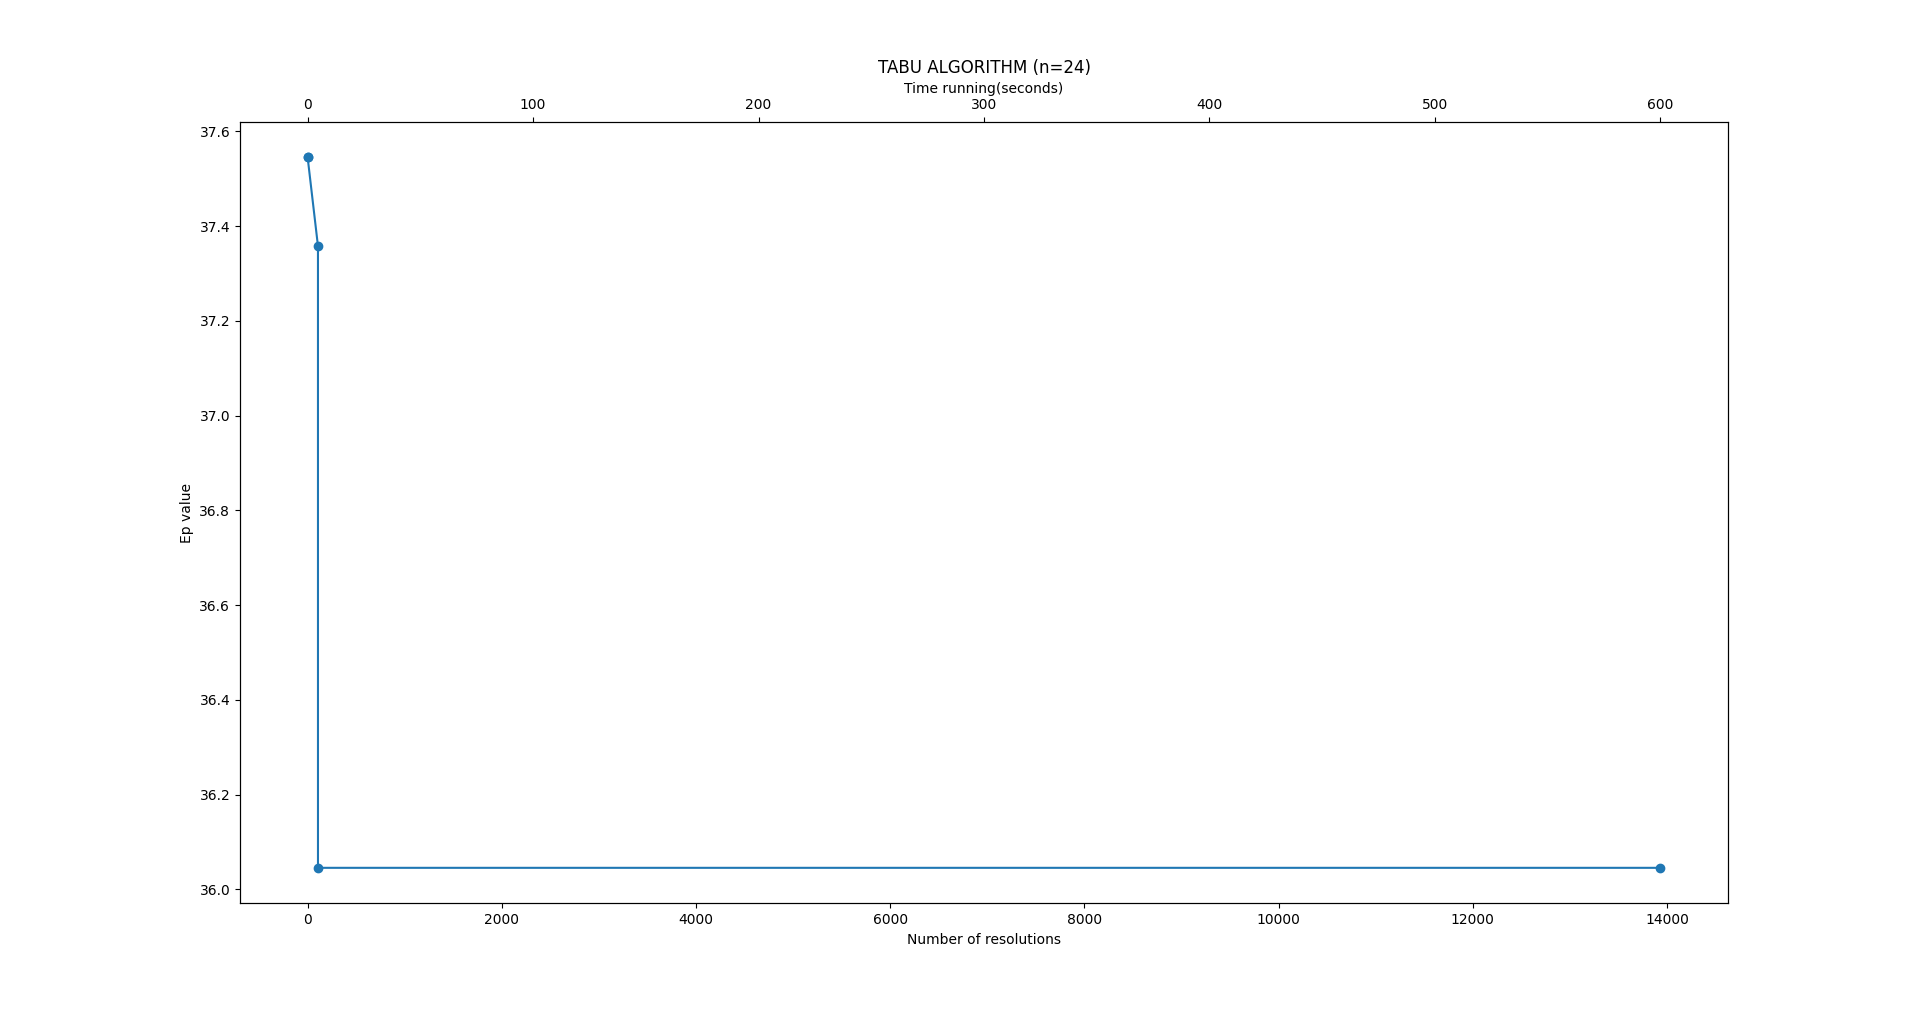 TABU ALGORITHM (n=24)
Time running(seconds)
0 100 200 300 400 500 600
37.6
37.4
37.2
37.0
36.8
36.6
36.4
36.2
36.0
Ep value
0 2000 4000 6000 8000 10000 12000 14000
Number of resolutions